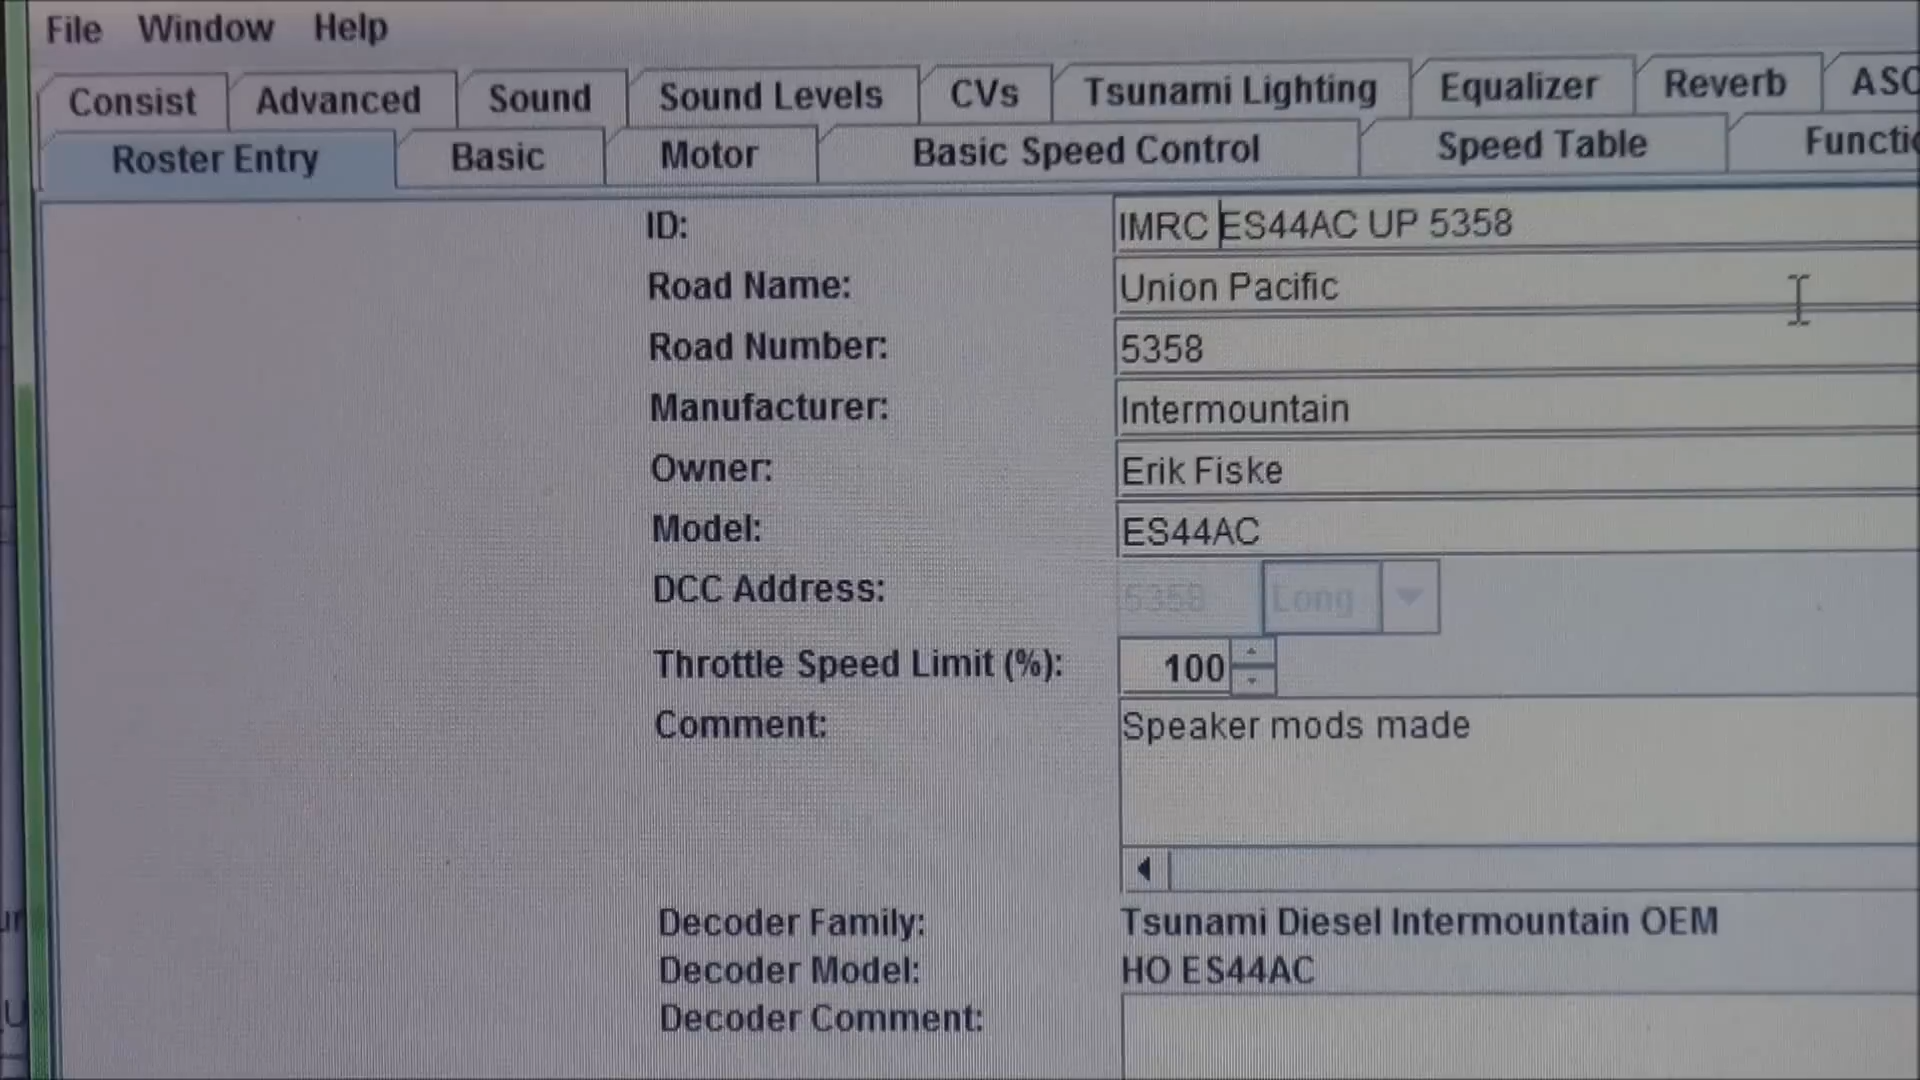 File Window Help
Consist Advanced Sound Sound Levels CVs Tsunami Lighting Equalizer Reverb
Roster Entry Basic Motor Basic Speed Control Speed Table
ID: IMRC ES44AC UP 5358
Road Name: Union Pacific
Road Number: 5358
Manufacturer: Intermountain
Owner: Erik Fiske
Model: ES44AC
DCC Address: 5358 Long
Throttle Speed Limit (%): 100
Comment: Speaker mods made
Decoder Family: Tsunami Diesel Intermountain OEM
Decoder Model: HO ES44AC
Decoder Comment: